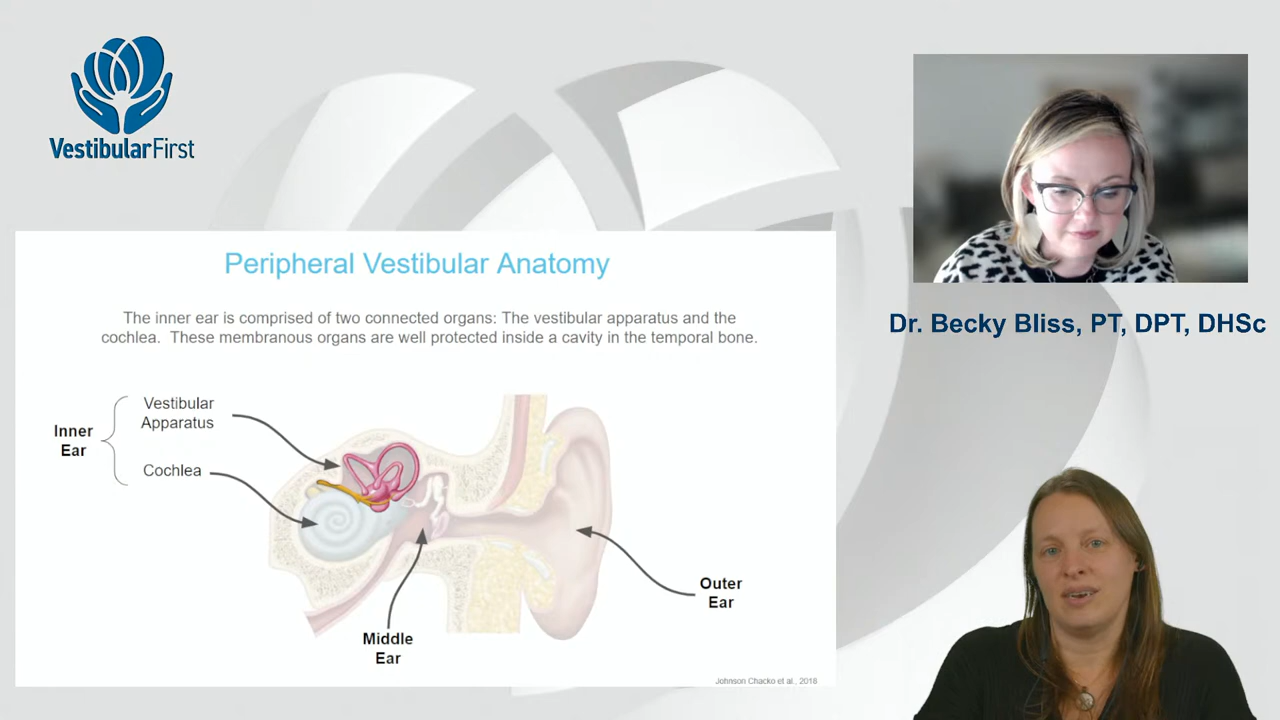 VestibularFirst
Peripheral Vestibular Anatomy
The inner ear is comprised of two connected organs: The vestibular apparatus and the
cochlea. These membranous organs are well protected inside a cavity in the temporal bone.
Inner
Ear
Vestibular
Apparatus
Cochlea
Middle
Ear
Outer
Ear
Johnson Chacko et al., 2018
Dr. Becky Bliss, PT, DPT, DHSc